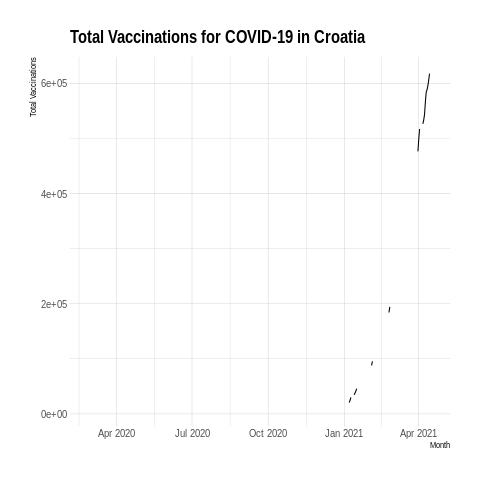 Total Vaccinations for COVID-19 in Croatia
Total Vaccinations
6e+05
4e+05
2e+05
0e+00
Apr 2020 Jul 2020 Oct 2020 Jan 2021 Apr 2021
Month